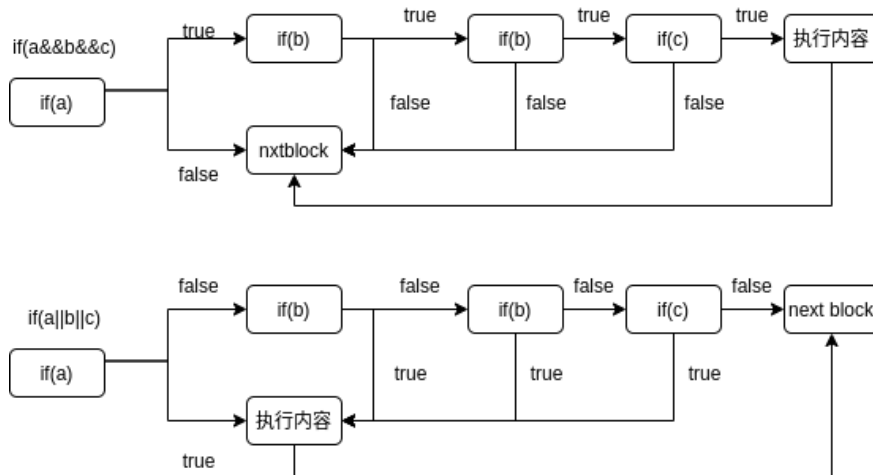 true
true
true
true
if(a&&b&&c)
if(b)
if(b)
if(c)
执行内容
if(a)
false
false
false
nxtblock
false
false
false
false
false
if(a||b||c)
if(b)
if(b)
if(c)
next block
if(a)
true
true
true
执行内容
true